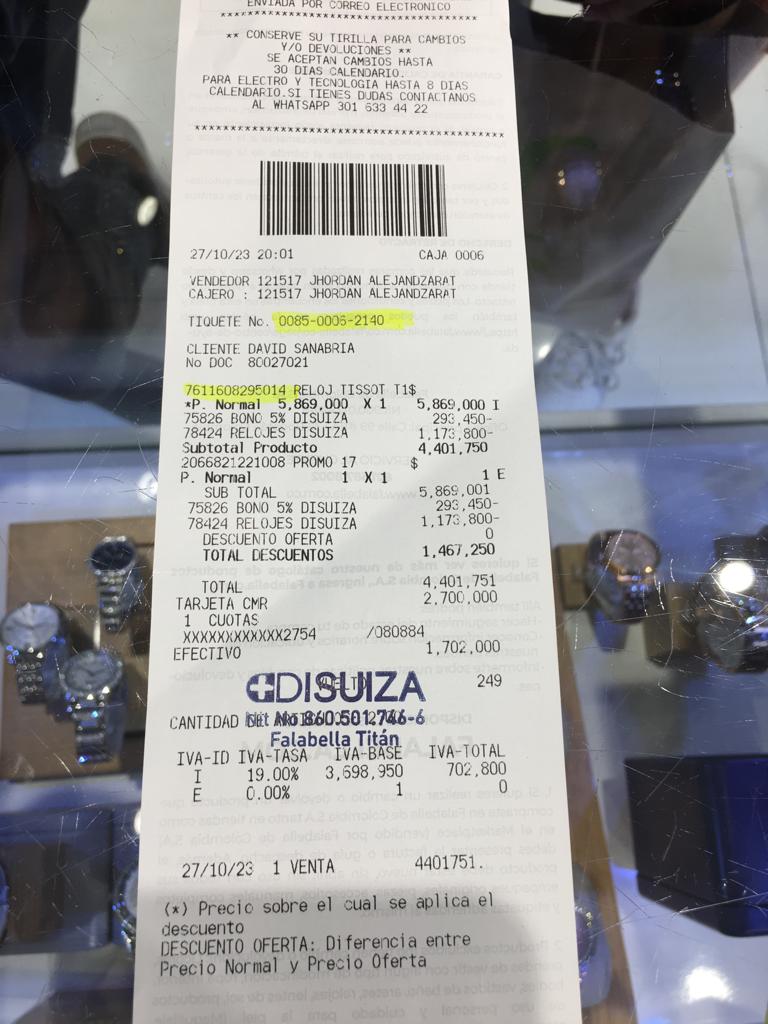 ENVIADA POR CORREO ELECTRONICO
****************************************
** CONSERVE SU TIRILLA PARA CAMBIOS
Y/O DEVOLUCIONES **
SE ACEPTAN CAMBIOS HASTA
30 DIAS CALENDARIO.
PARA ELECTRO Y TECNOLOGIA HASTA 8 DIAS
CALENDARIO.SI TIENES DUDAS CONTACTANOS
AL WHATSAPP 301 633 44 22
****************************************
27/10/23 20:01 CAJA 0006
VENDEDOR 121517 JHORDAN ALEJANDZARAT
CAJERO : 121517 JHORDAN ALEJANDZARAT
TIQUETE No. 0085-0006-2140
CLIENTE DAVID SANABRIA
No DOC 80027021
7611608295014 RELOJ TISSOT T1$
*P. Normal 5,869,000 X 1 5,869,000 I
75826 BONO 5% DISUIZA 293,450-
78424 RELOJES DISUIZA 1,173,800-
Subtotal Producto 4,401,750
2066821221008 PROMO 17 $
P. Normal 1 X 1 1 E
SUB TOTAL 5,869,001
75826 BONO 5% DISUIZA 293,450-
78424 RELOJES DISUIZA 1,173,800-
DESCUENTO OFERTA 0
TOTAL DESCUENTOS 1,467,250
TOTAL 4,401,751
TARJETA CMR 2,700,000
1 CUOTAS
XXXXXXXXXXXX2754 /080884
EFECTIVO 1,702,000
249
DISUIZA
Nit No 860.501.746-6
CANTIDAD DE
Falabella Titán
IVA-ID IVA-TASA IVA-BASE IVA-TOTAL
I 19.00% 3,698,950 702,800
E 0.00% 1 0
27/10/23 1 VENTA 4401751.
(*) Precio sobre el cual se aplica el
descuento
DESCUENTO OFERTA: Diferencia entre
Precio Normal y Precio Oferta